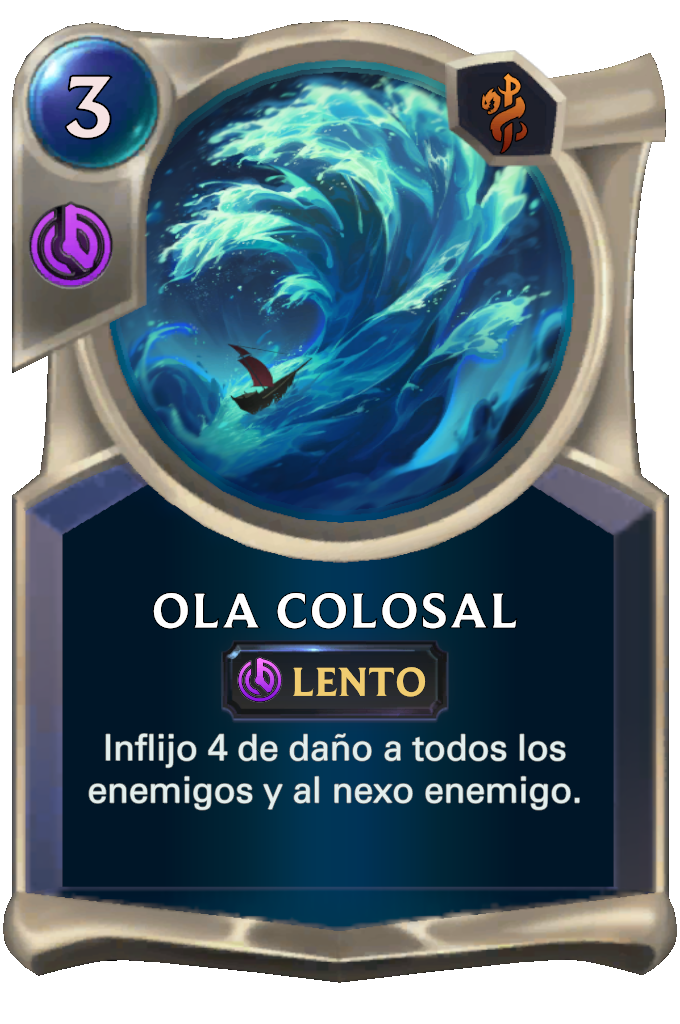 3
OLA COLOSAL
LENTO
Inflijo 4 de daño a todos los
enemigos y al nexo enemigo.